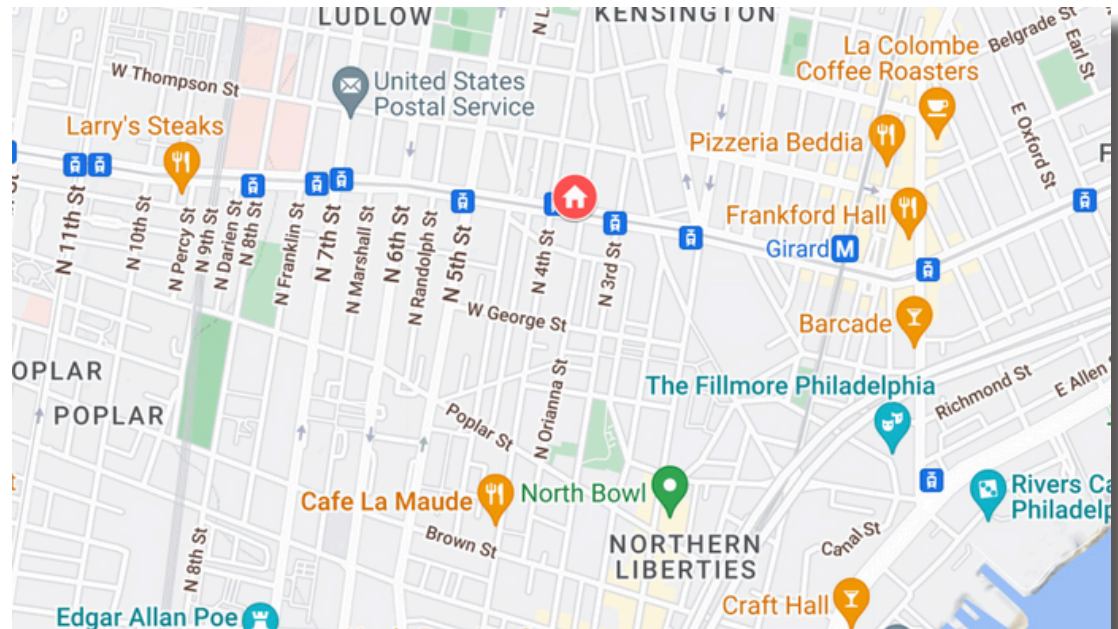 LUDLOW
N L
KENSINGTON
Belgrade St
Earl St
La Colombe
Coffee Roasters
W Thompson St
United States
Postal Service
Larry's Steaks
Pizzeria Beddia
E Oxford St
F
Frankford Hall
Girard M
N 11th St
N 10th St
N Percy St
N 9th St
N Darien St
N 8th St
N Franklin St
N 7th St
N Marshall St
N 6th St
N Randolph St
N 5th St
N 4th St
N 3rd St
W George St
Barcade
OPLAR
POPLAR
The Fillmore Philadelphia
Richmond St
E Allen
N Orianna St
Poplar St
Cafe La Maude
North Bowl
Rivers Ca
Philadelp
Brown St
NORTHERN
LIBERTIES
Canal St
N 8th St
Craft Hall
Edgar Allan Poe